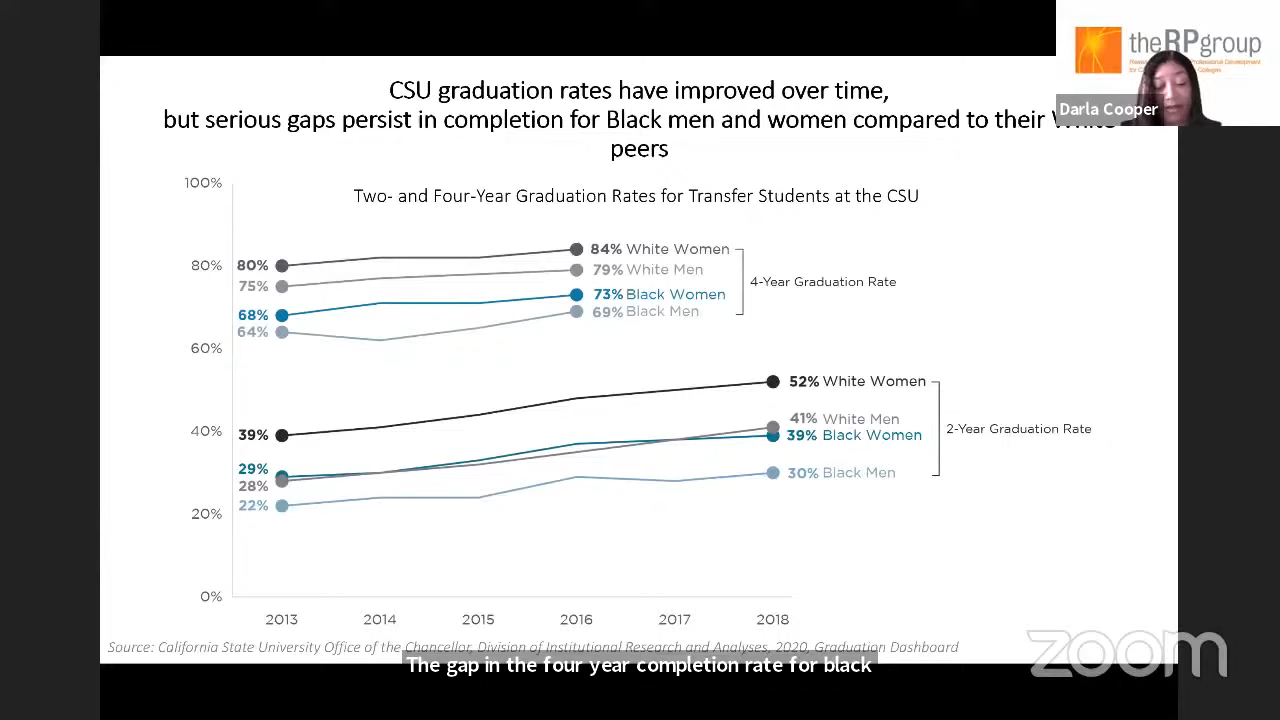 theRPgroup
Darla Cooper
CSU graduation rates have improved over time,
but serious gaps persist in completion for Black men and women compared to their White
peers
Two- and Four-Year Graduation Rates for Transfer Students at the CSU
100%
80%
60%
40%
20%
0%
80%
75%
68%
64%
84% White Women
79% White Men
73% Black Women
69% Black Men
4-Year Graduation Rate
39%
29%
28%
22%
52% White Women
41% White Men
39% Black Women
30% Black Men
2-Year Graduation Rate
2013 2014 2015 2016 2017 2018
Source: California State University Office of the Chancellor, Division of Institutional Research and Analyses, 2020, Graduation Dashboard
The gap in the four year completion rate for black
zoom